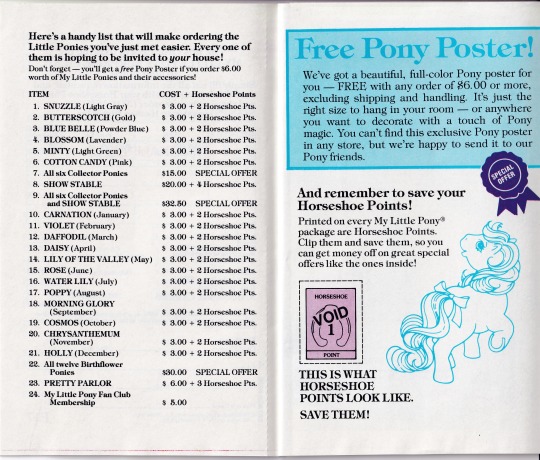 Here's a handy list that will make ordering the
Little Ponies you've just met easier. Every one of
them is hoping to be invited to your house!
Don't forget — you'll get a free Pony Poster if you order $6.00
worth of My Little Ponies and their accessories!
ITEM COST + Horseshoe Points
1. SNUZZLE (Light Gray) $ 3.00 + 2 Horseshoe Pts.
2. BUTTERSCOTCH (Gold) $ 3.00 + 2 Horseshoe Pts.
3. BLUE BELLE (Powder Blue) $ 3.00 + 2 Horseshoe Pts.
4. BLOSSOM (Lavender) $ 3.00 + 2 Horseshoe Pts.
5. MINTY (Light Green) $ 3.00 + 2 Horseshoe Pts.
6. COTTON CANDY (Pink) $ 3.00 + 2 Horseshoe Pts.
7. All six Collector Ponies $15.00 SPECIAL OFFER
8. SHOW STABLE $20.00 + 4 Horseshoe Pts.
9. All six Collector Ponies
and SHOW STABLE $32.50 SPECIAL OFFER
10. CARNATION (January) $ 3.00 + 2 Horseshoe Pts.
11. VIOLET (February) $ 3.00 + 2 Horseshoe Pts.
12. DAFFODIL (March) $ 3.00 + 2 Horseshoe Pts.
13. DAISY (April) $ 3.00 + 2 Horseshoe Pts.
14. LILY OF THE VALLEY (May) $ 3.00 + 2 Horseshoe Pts.
15. ROSE (June) $ 3.00 + 2 Horseshoe Pts.
16. WATER LILY (July) $ 3.00 + 2 Horseshoe Pts.
17. POPPY (August) $ 3.00 + 2 Horseshoe Pts.
18. MORNING GLORY
(September) $ 3.00 + 2 Horseshoe Pts.
19. COSMOS (October) $ 3.00 + 2 Horseshoe Pts.
20. CHRYSANTHEMUM
(November) $ 3.00 + 2 Horseshoe Pts.
21. HOLLY (December) $ 3.00 + 2 Horseshoe Pts.
22. All twelve Birthflower
Ponies $30.00 SPECIAL OFFER
23. PRETTY PARLOR $ 6.00 + 3 Horseshoe Pts.
24. My Little Pony Fan Club
Membership $ 5.00
Free Pony Poster!
We've got a beautiful, full-color Pony poster for
you — FREE with any order of $6.00 or more,
excluding shipping and handling. It's just the
right size to hang in your room — or anywhere
you want to decorate with a touch of Pony
magic. You can't find this exclusive Pony poster
in any store, but we're happy to send it to our
Pony friends.
SPECIAL
OFFER
And remember to save your
Horseshoe Points!
Printed on every My Little Pony®
package are Horseshoe Points.
Clip them and save them, so you
can get money off on great special
offers like the ones inside!
HORSESHOE
VOID
1
POINT
THIS IS WHAT
HORSESHOE
POINTS LOOK LIKE.
SAVE THEM!